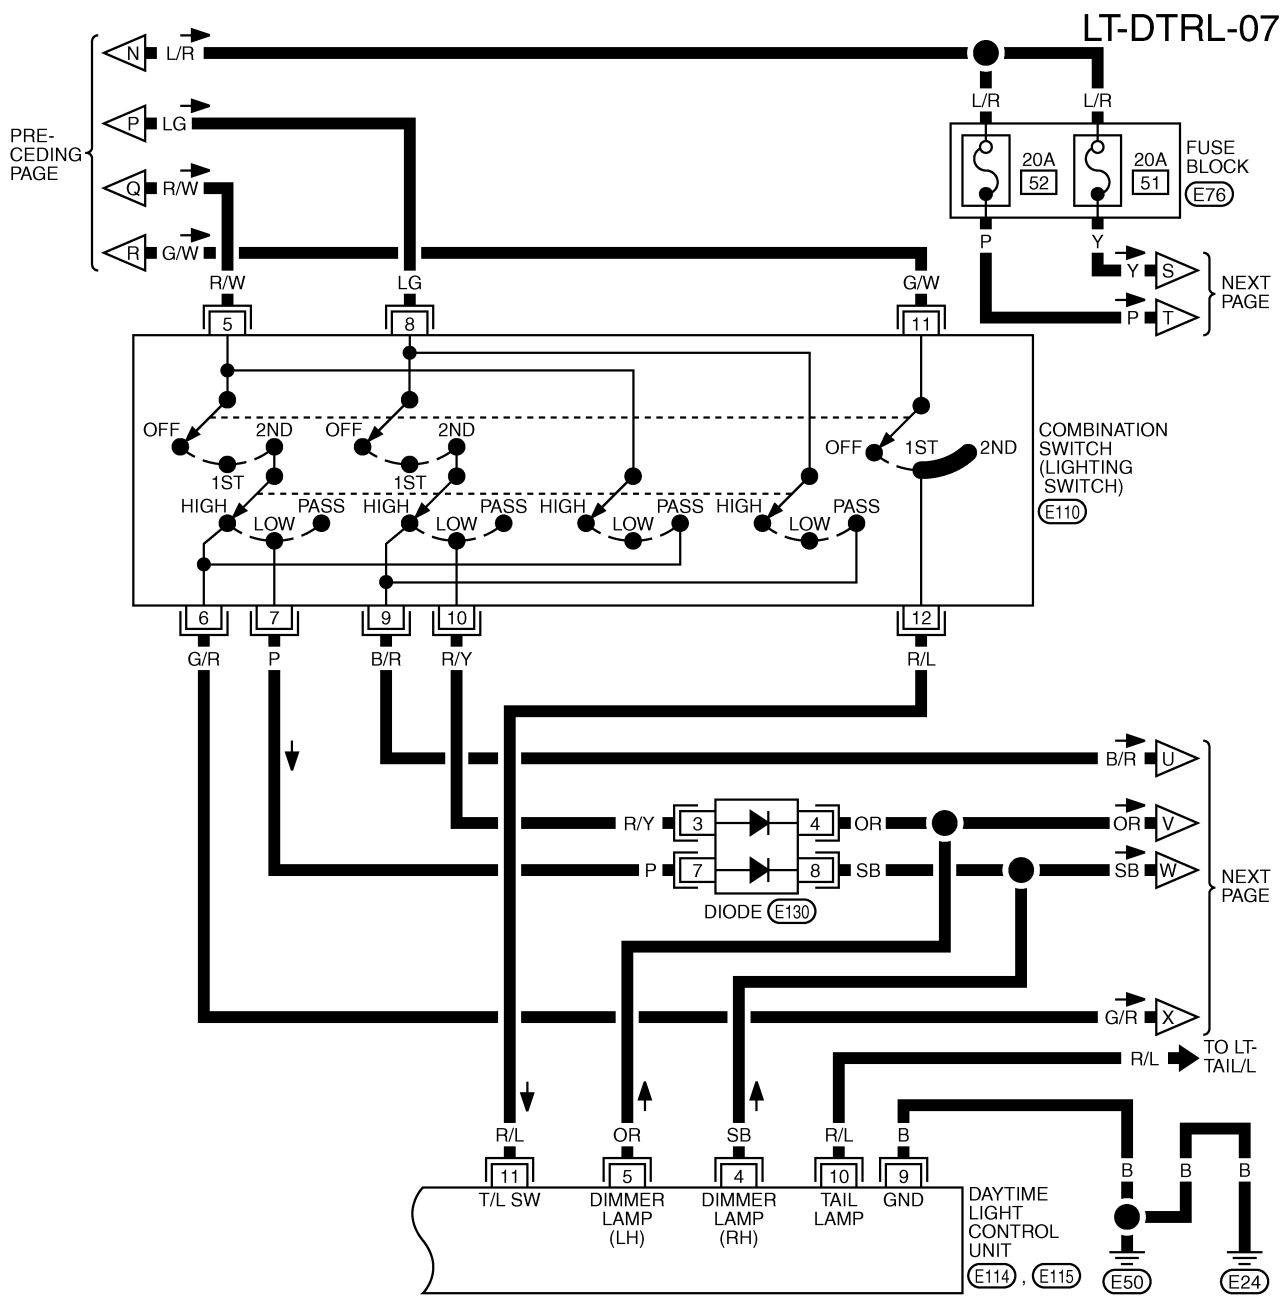 LT-DTRL-07
PRE-
CEDING
PAGE
N L/R
P LG
Q R/W
R G/W
L/R L/R
20A
52
20A
51
FUSE
BLOCK
E76
P Y
Y S
P T
NEXT
PAGE
R/W LG G/W
5 8 11
OFF 2ND
1ST
OFF 2ND
1ST
OFF 1ST 2ND
HIGH LOW PASS
HIGH LOW PASS
HIGH LOW PASS
HIGH LOW PASS
COMBINATION
SWITCH
(LIGHTING
SWITCH)
E110
6 7 9 10 12
G/R P B/R R/Y R/L
B/R U
R/Y 3 4 OR OR V
P 7 8 SB SB W
DIODE E130
NEXT
PAGE
G/R X
R/L TO LT-
TAIL/L
R/L OR SB R/L B
11 5 4 10 9
T/L SW
DIMMER
LAMP
(LH)
DIMMER
LAMP
(RH)
TAIL
LAMP
GND
DAYTIME
LIGHT
CONTROL
UNIT
E114 , E115
B B B
E50 E24